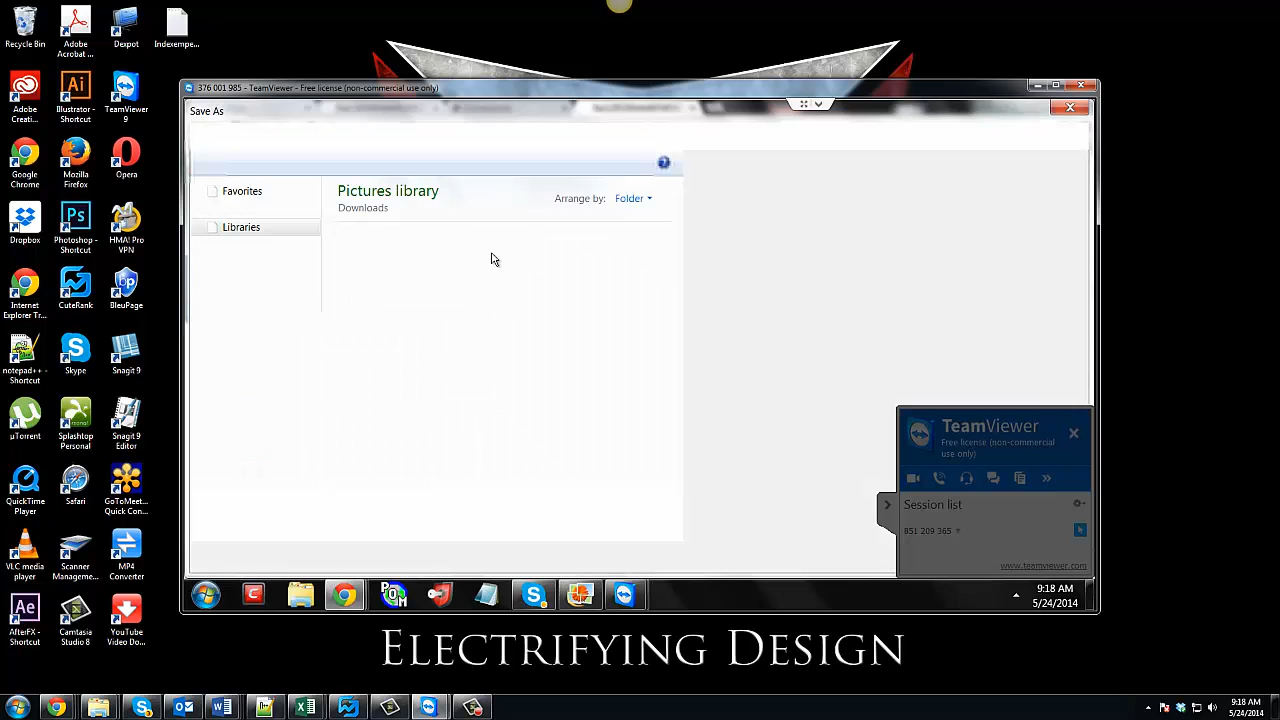 Recycle Bin
Adobe
Acrobat ...
Dexpot
Indexempe...
Adobe
Creati...
Illustrator -
Shortcut
TeamViewer
9
Google
Chrome
Mozilla
Firefox
Opera
Dropbox
Photoshop -
Shortcut
HMA! Pro
VPN
Internet
Explorer Tr...
CuteRank
BleuPage
notepad++ -
Shortcut
Skype
Snagit 9
µTorrent
Splashtop
Personal
Snagit 9
Editor
QuickTime
Player
Safari
GoToMeet...
Quick Con...
VLC media
player
Scanner
Manageme...
MP4
Converter
AfterFX -
Shortcut
Camtasia
Studio 8
YouTube
Video Do...
376 001 985 - TeamViewer - Free license (non-commercial use only)
Save As
Favorites
Libraries
Pictures library
Downloads
Arrange by: Folder
TeamViewer
Free license (non-commercial
use only)
Session list
851 209 365
www.teamviewer.com
9:18 AM
5/24/2014
Electrifying Design
9:18 AM
5/24/2014